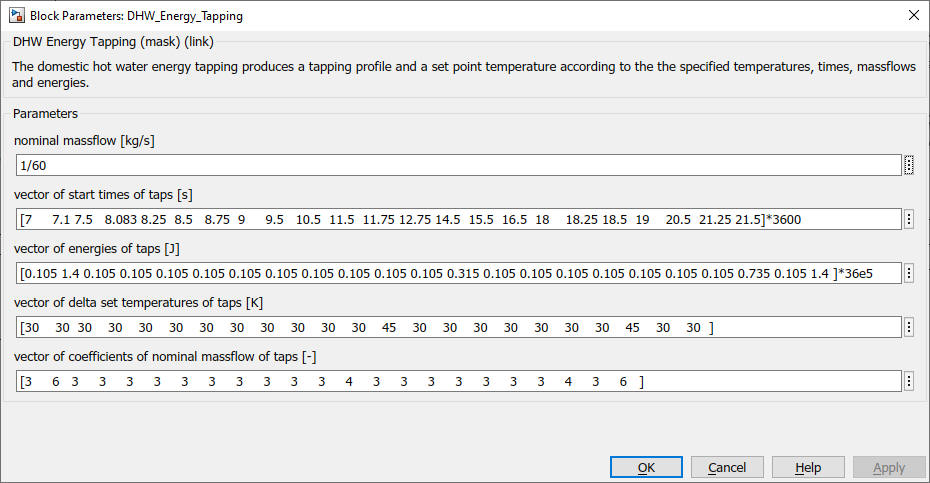 Block Parameters: DHW_Energy_Tapping
DHW Energy Tapping (mask) (link)
The domestic hot water energy tapping produces a tapping profile and a set point temperature according to the the specified temperatures, times, massflows
and energies.
Parameters
nominal massflow [kg/s]
1/60
vector of start times of taps [s]
[7 7.1 7.5 8.083 8.25 8.5 8.75 9 9.5 10.5 11.5 11.75 12.75 14.5 15.5 16.5 18 18.25 18.5 19 20.5 21.25 21.5]*3600
vector of energies of taps [J]
[0.105 1.4 0.105 0.105 0.105 0.105 0.105 0.105 0.105 0.105 0.105 0.105 0.315 0.105 0.105 0.105 0.105 0.105 0.105 0.105 0.735 0.105 1.4 ]*36e5
vector of delta set temperatures of taps [K]
[30 30 30 30 30 30 30 30 30 30 30 30 45 30 30 30 30 30 30 30 45 30 30 ]
vector of coefficients of nominal massflow of taps [-]
[3 6 3 3 3 3 3 3 3 3 3 3 4 3 3 3 3 3 3 3 4 3 6 ]
OK Cancel Help Apply